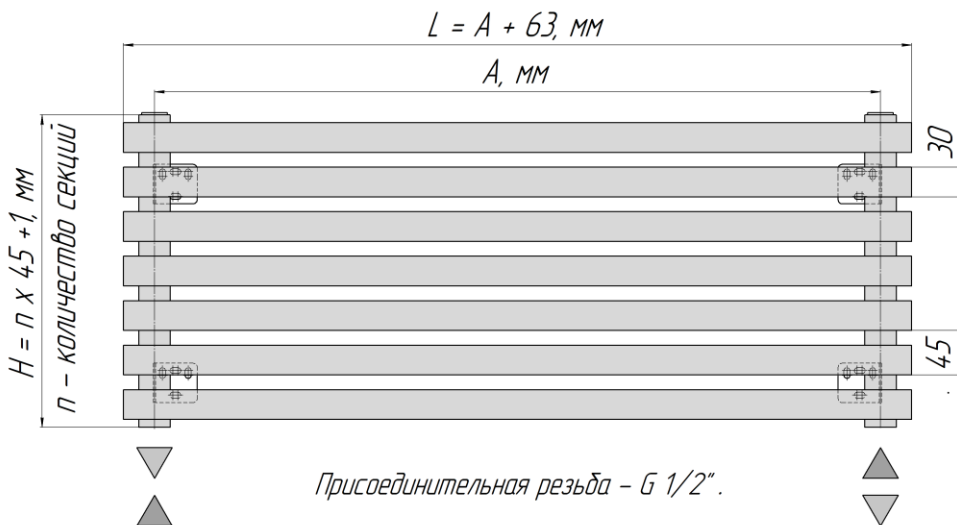 L = A + 63, мм
A, мм
H = n x 45 +1, мм
n - количество секций
30
45
Присоединительная резьба - G 1/2".